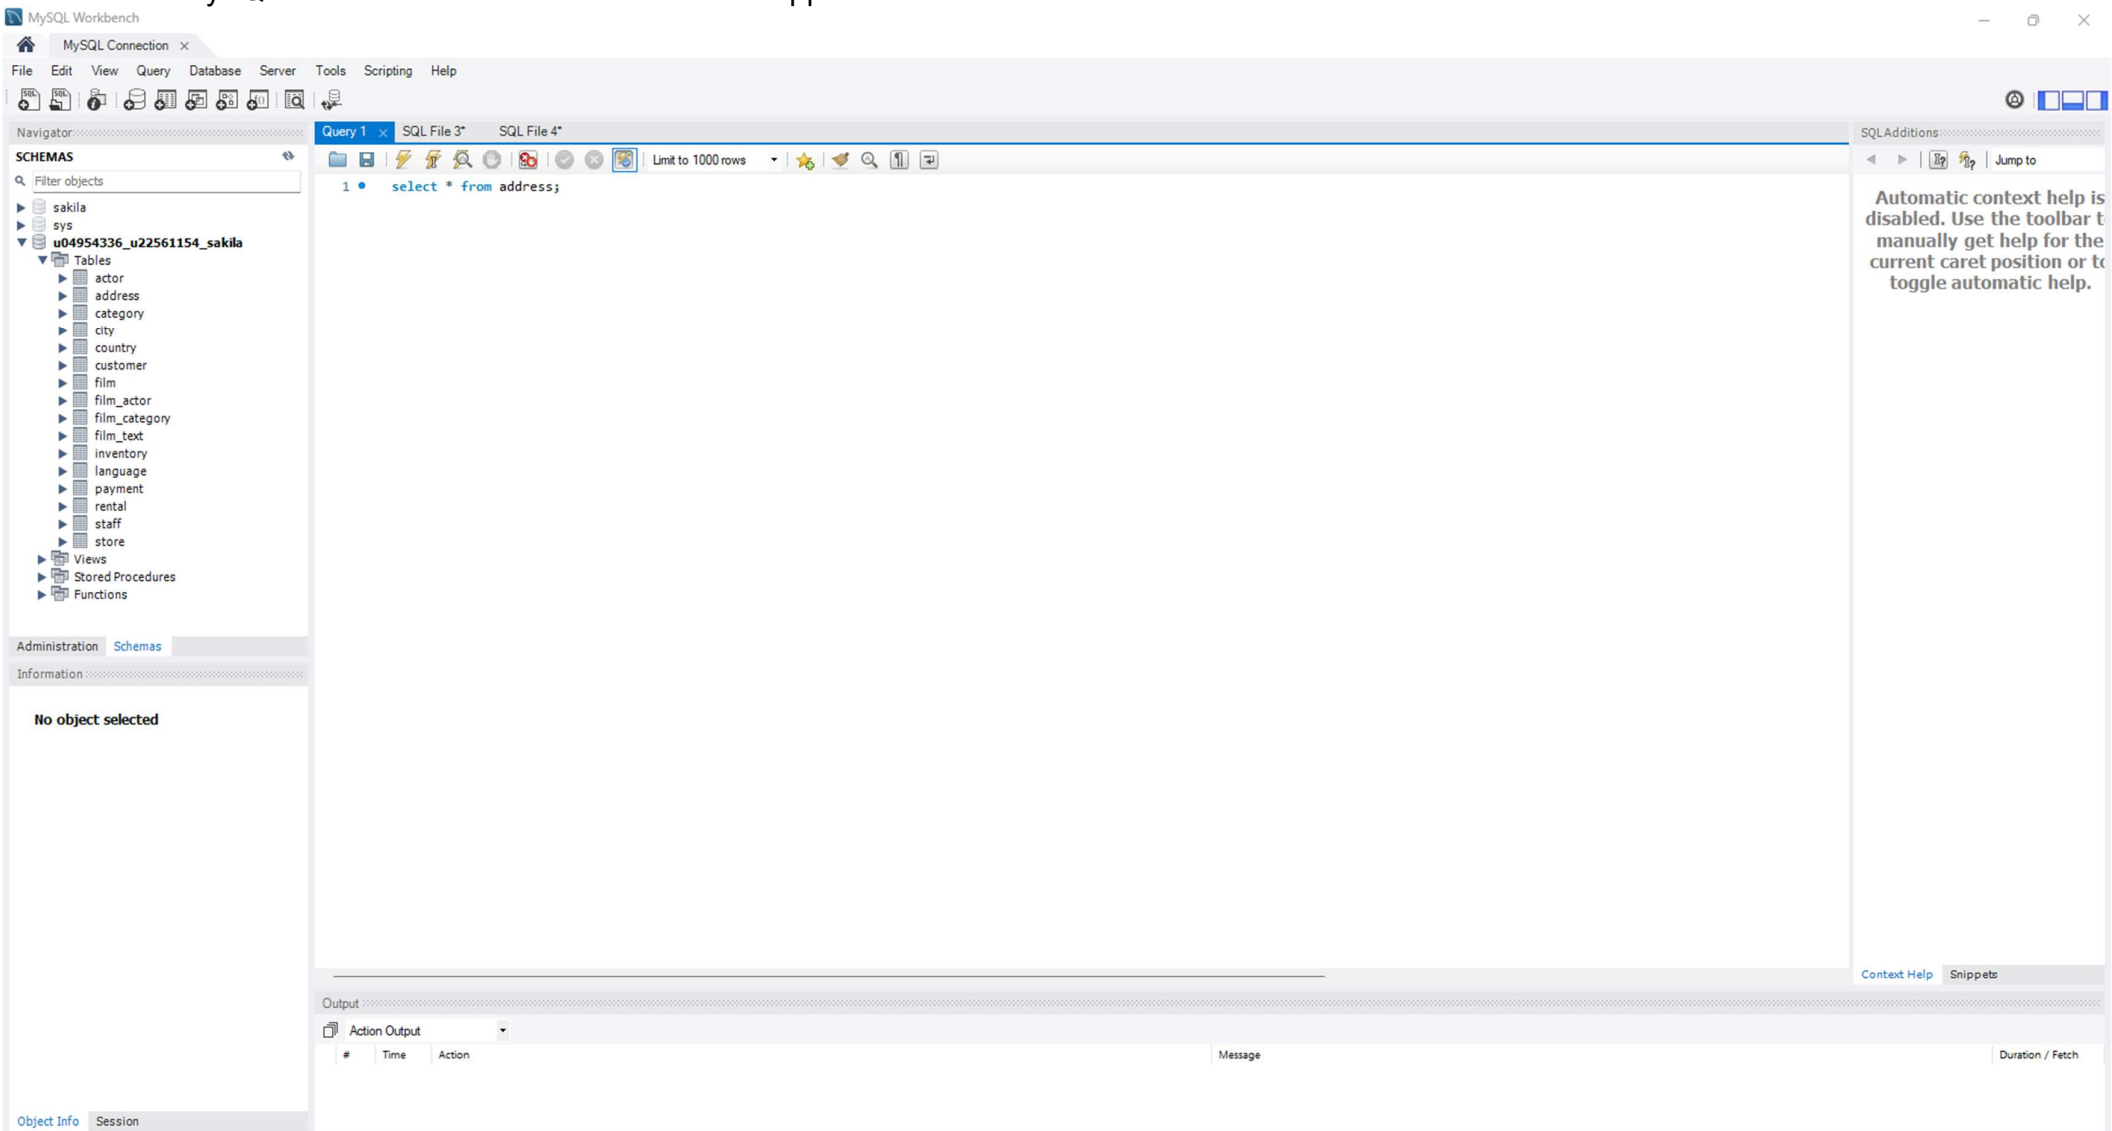 MySQL Workbench
MySQL Connection
File Edit View Query Database Server Tools Scripting Help
Navigator
SCHEMAS
Filter objects
sakila
sys
u04954336_u22561154_sakila
Tables
actor
address
category
city
country
customer
film
film_actor
film_category
film_text
inventory
language
payment
rental
staff
store
Views
Stored Procedures
Functions
Administration Schemas
Information
No object selected
Object Info Session
Query 1 SQL File 3* SQL File 4*
Limit to 1000 rows
1 select * from address;
Output
Action Output
# Time Action Message Duration / Fetch
SQLAdditions
Jump to
Automatic context help is
disabled. Use the toolbar t
manually get help for the
current caret position or to
toggle automatic help.
Context Help Snippets